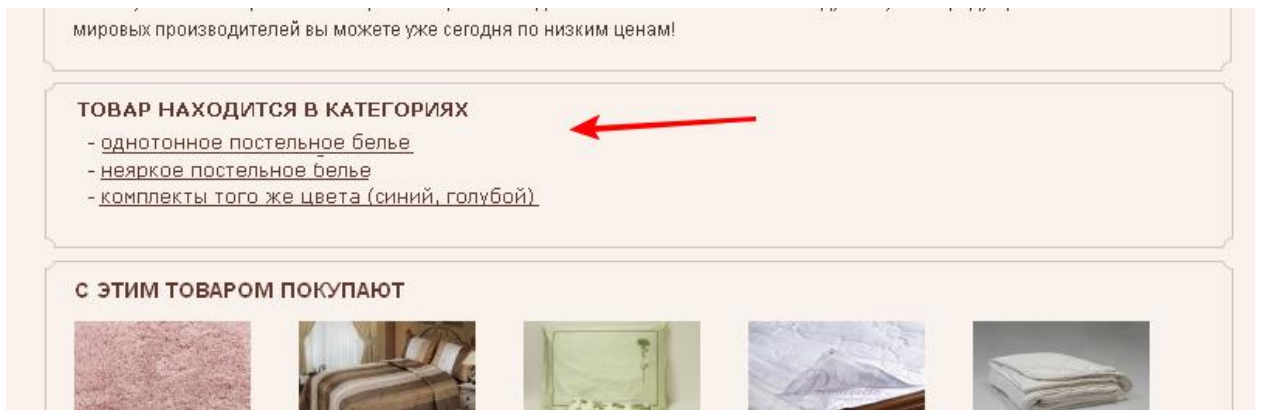 мировых производителей вы можете уже сегодня по низким ценам!
ТОВАР НАХОДИТСЯ В КАТЕГОРИЯХ
- однотонное постельное белье
- неяркое постельное белье
- комплекты того же цвета (синий, голубой)
С ЭТИМ ТОВАРОМ ПОКУПАЮТ